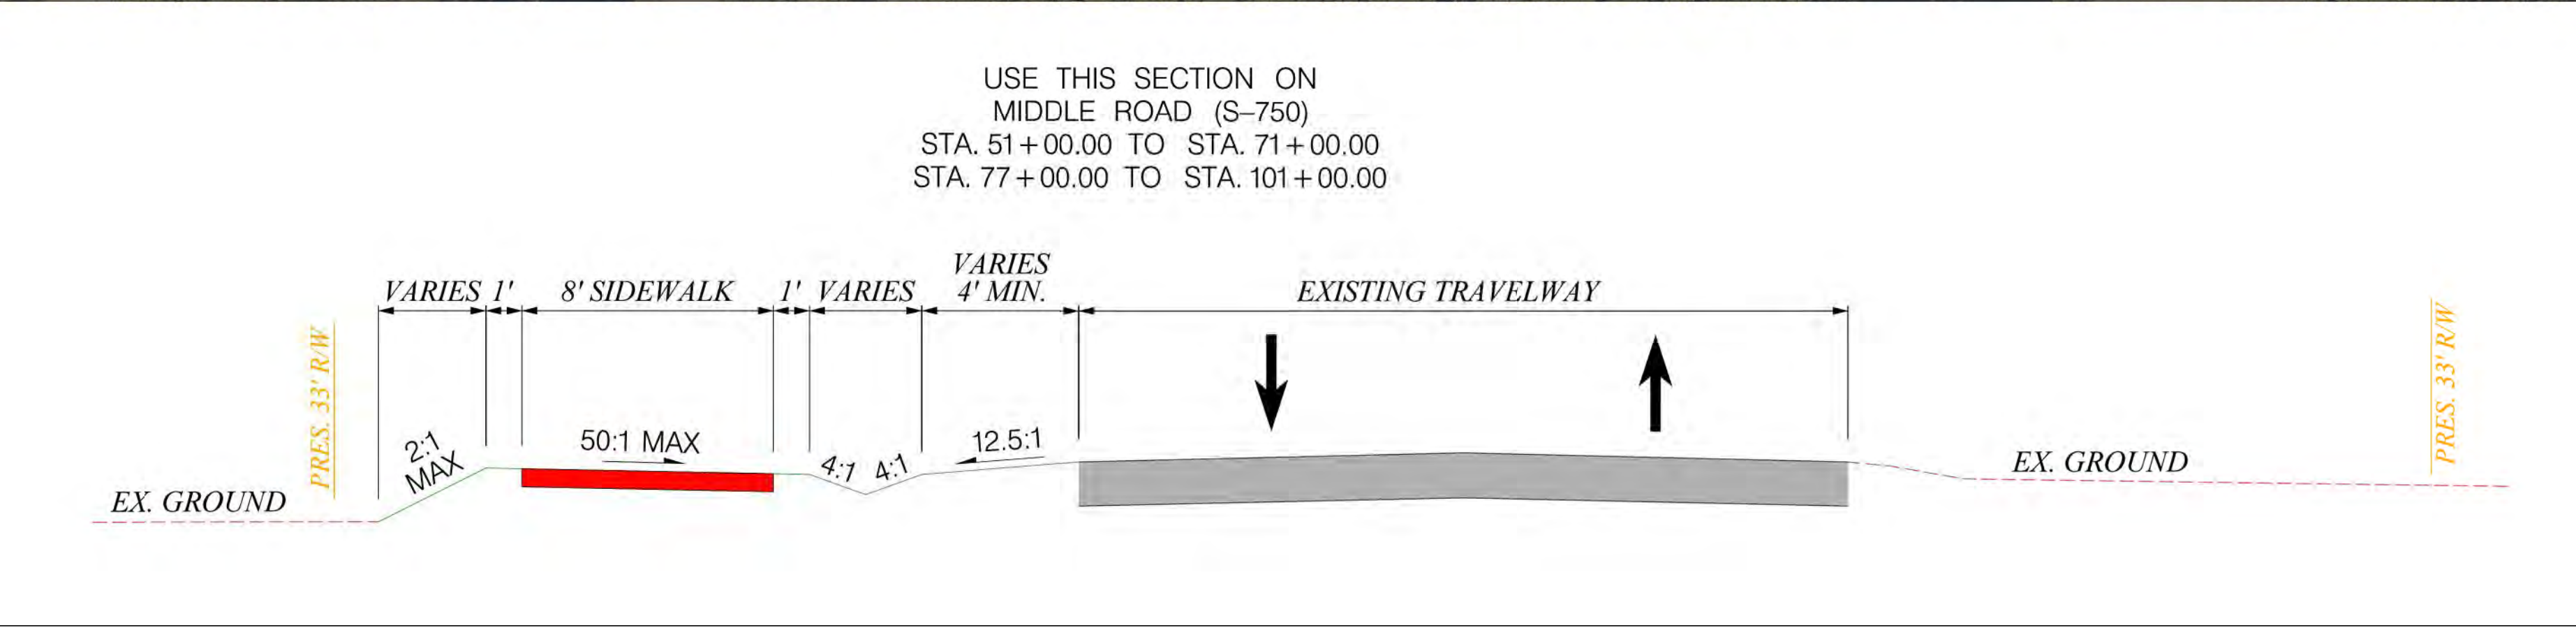 USE THIS SECTION ON
MIDDLE ROAD (S-750)
STA. 51+00.00 TO STA. 71+00.00
STA. 77+00.00 TO STA. 101+00.00
VARIES 1' 8' SIDEWALK 1' VARIES
VARIES
4' MIN.
EXISTING TRAVELWAY
PRES. 33' R/W
2:1
MAX
50:1 MAX
4:1 4:1
12.5:1
EX. GROUND
EX. GROUND
PRES. 33' R/W